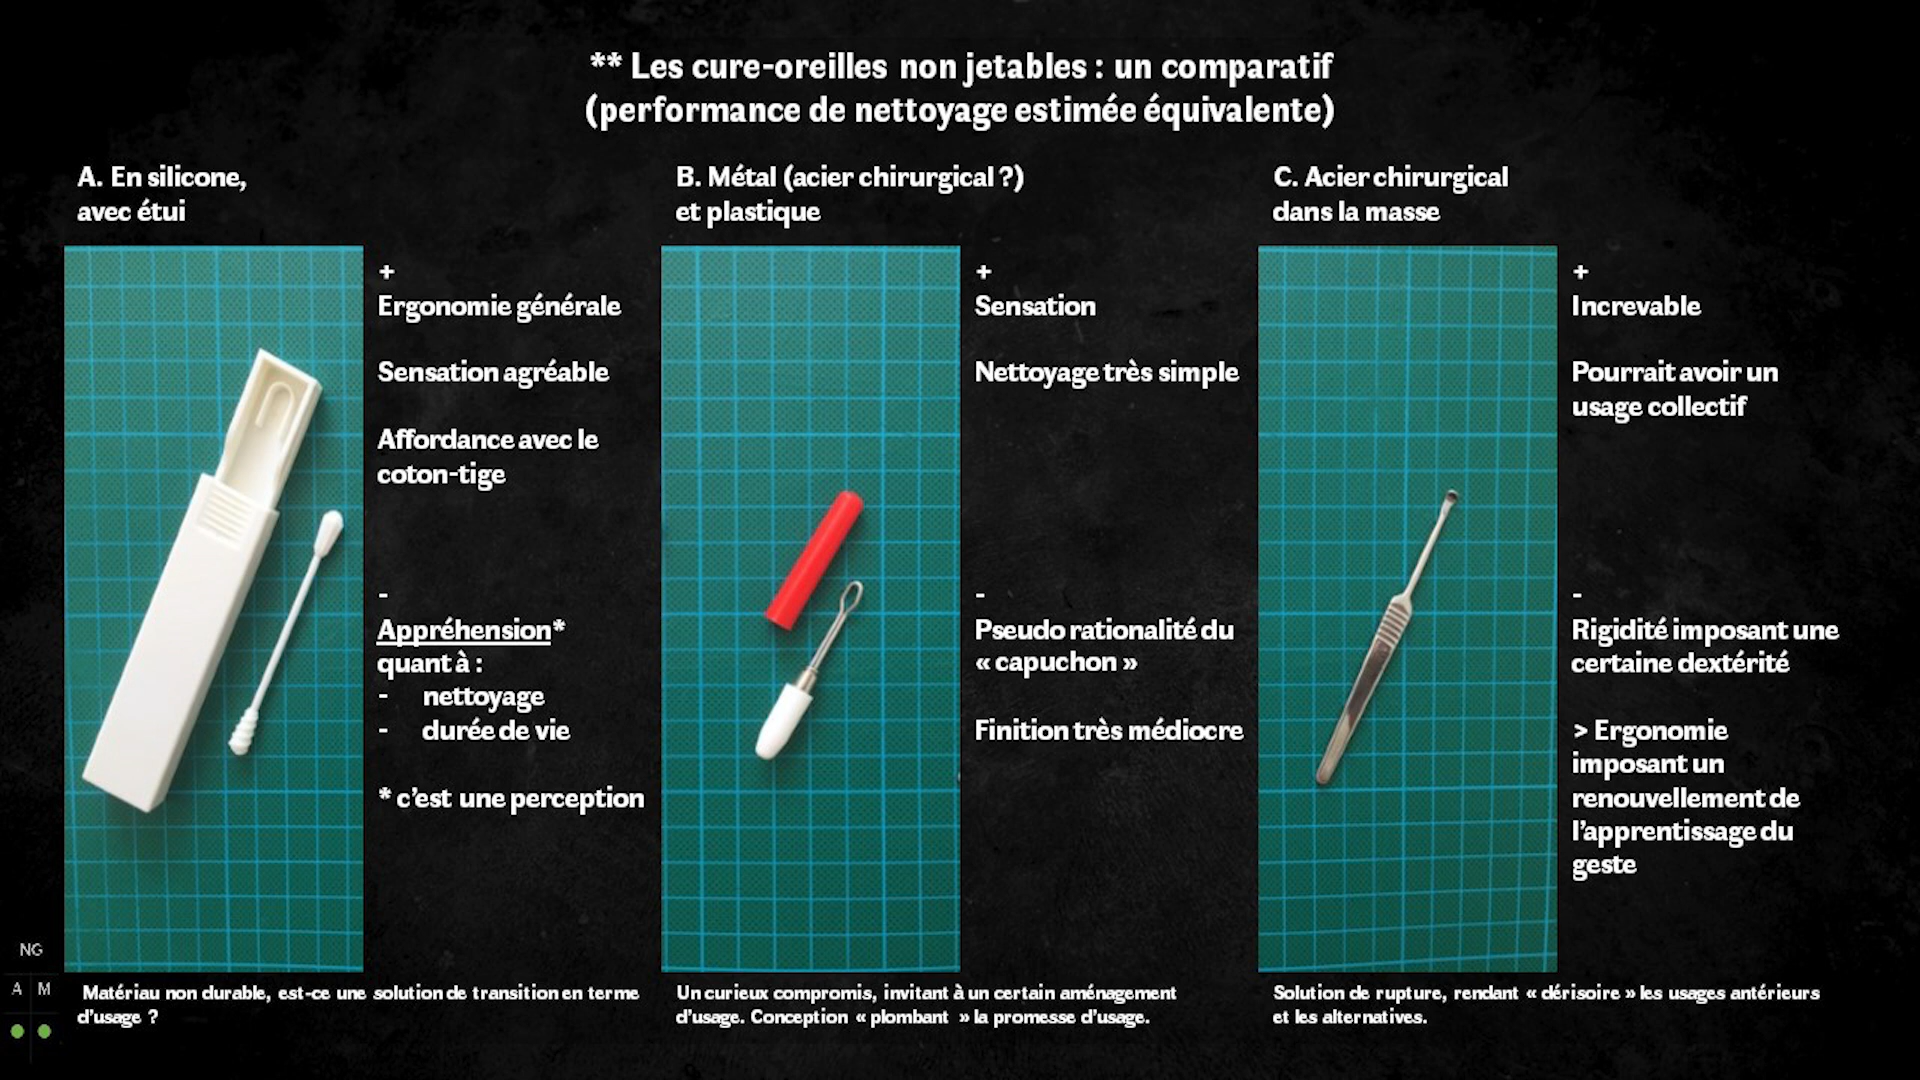 ** Les cure-oreilles non jetables : un comparatif
(performance de nettoyage estimée équivalente)
A. En silicone,
avec étui
+
Ergonomie générale
Sensation agréable
Affordance avec le
coton-tige
-
Appréhension*
quant à :
- nettoyage
- durée de vie
* c’est une perception
Matériau non durable, est-ce une solution de transition en terme
d’usage ?
B. Métal (acier chirurgical ?)
et plastique
+
Sensation
Nettoyage très simple
-
Pseudo rationalité du
« capuchon »
Finition très médiocre
Un curieux compromis, invitant à un certain aménagement
d’usage. Conception « plombant » la promesse d’usage.
C. Acier chirurgical
dans la masse
+
Increvable
Pourrait avoir un
usage collectif
-
Rigidité imposant une
certaine dextérité
> Ergonomie
imposant un
renouvellement de
l’apprentissage du
geste
Solution de rupture, rendant « dérisoire » les usages antérieurs
et les alternatives.
NG
A M